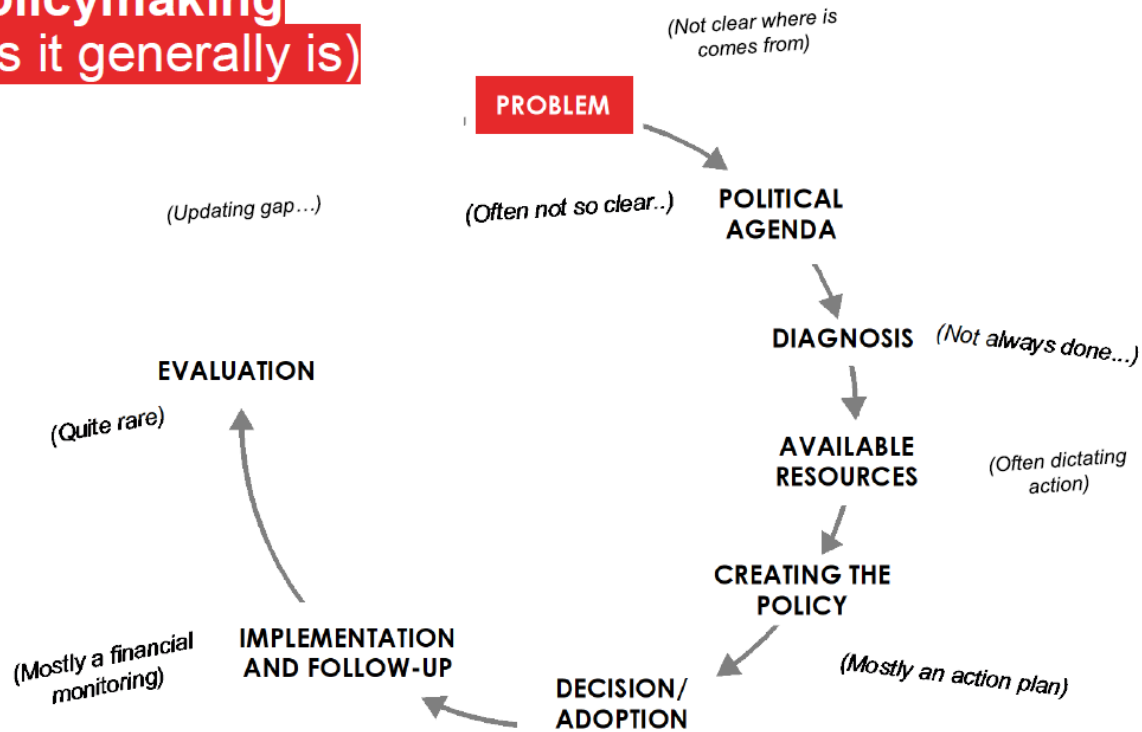 olicymaking
s it generally is)
(Not clear where is
comes from)
PROBLEM
(Updating gap…)
(Often not so clear..)
POLITICAL
AGENDA
DIAGNOSIS
(Not always done...)
EVALUATION
(Quite rare)
AVAILABLE
RESOURCES
(Often dictating
action)
CREATING THE
POLICY
(Mostly a financial
monitoring)
IMPLEMENTATION
AND FOLLOW-UP
(Mostly an action plan)
DECISION/
ADOPTION